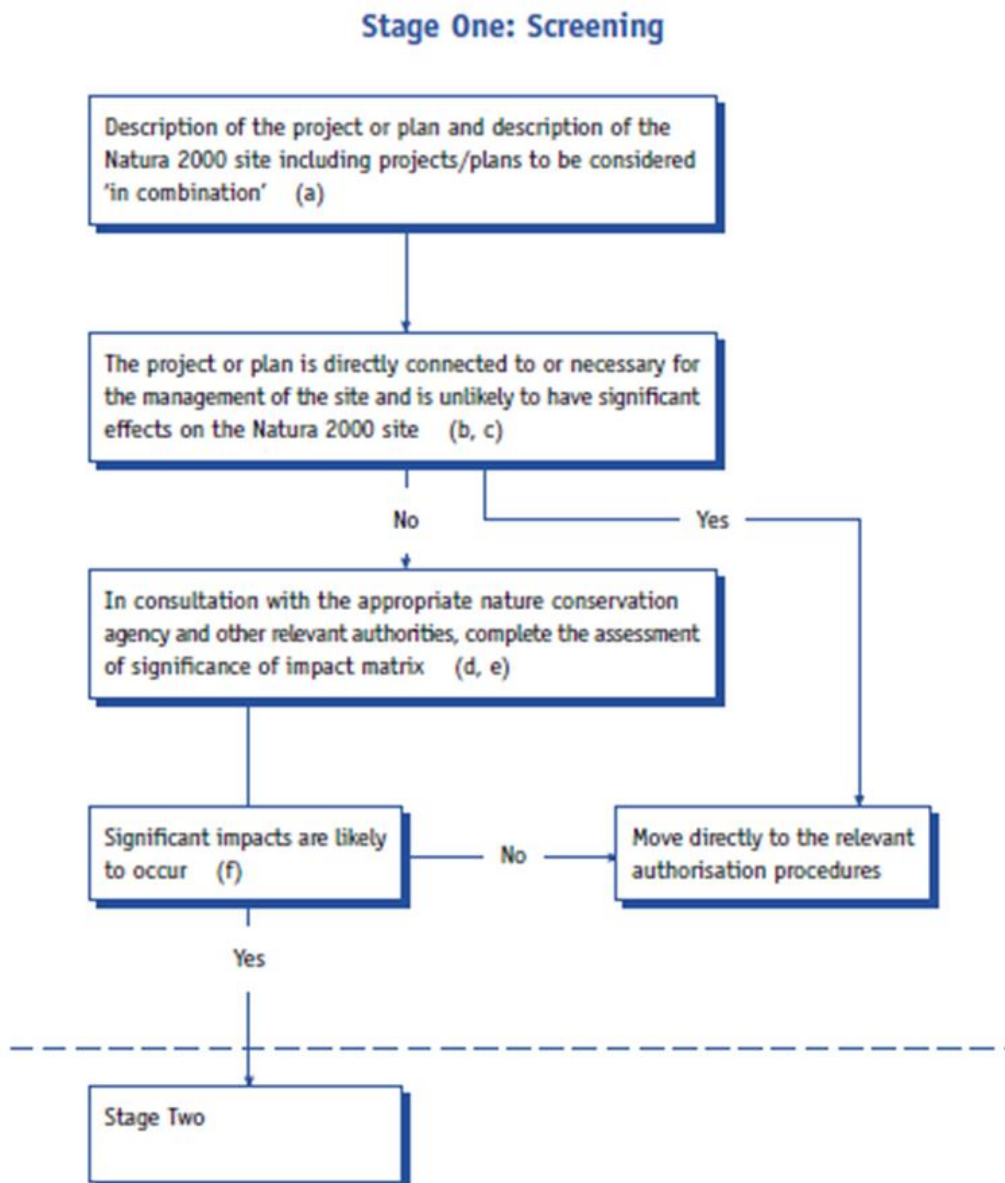 Stage One: Screening
Description of the project or plan and description of the
Natura 2000 site including projects/plans to be considered
'in combination' (a)
The project or plan is directly connected to or necessary for
the management of the site and is unlikely to have significant
effects on the Natura 2000 site (b, c)
No
Yes
In consultation with the appropriate nature conservation
agency and other relevant authorities, complete the assessment
of significance of impact matrix (d, e)
Significant impacts are likely
to occur (f)
No
Move directly to the relevant
authorisation procedures
Yes
Stage Two